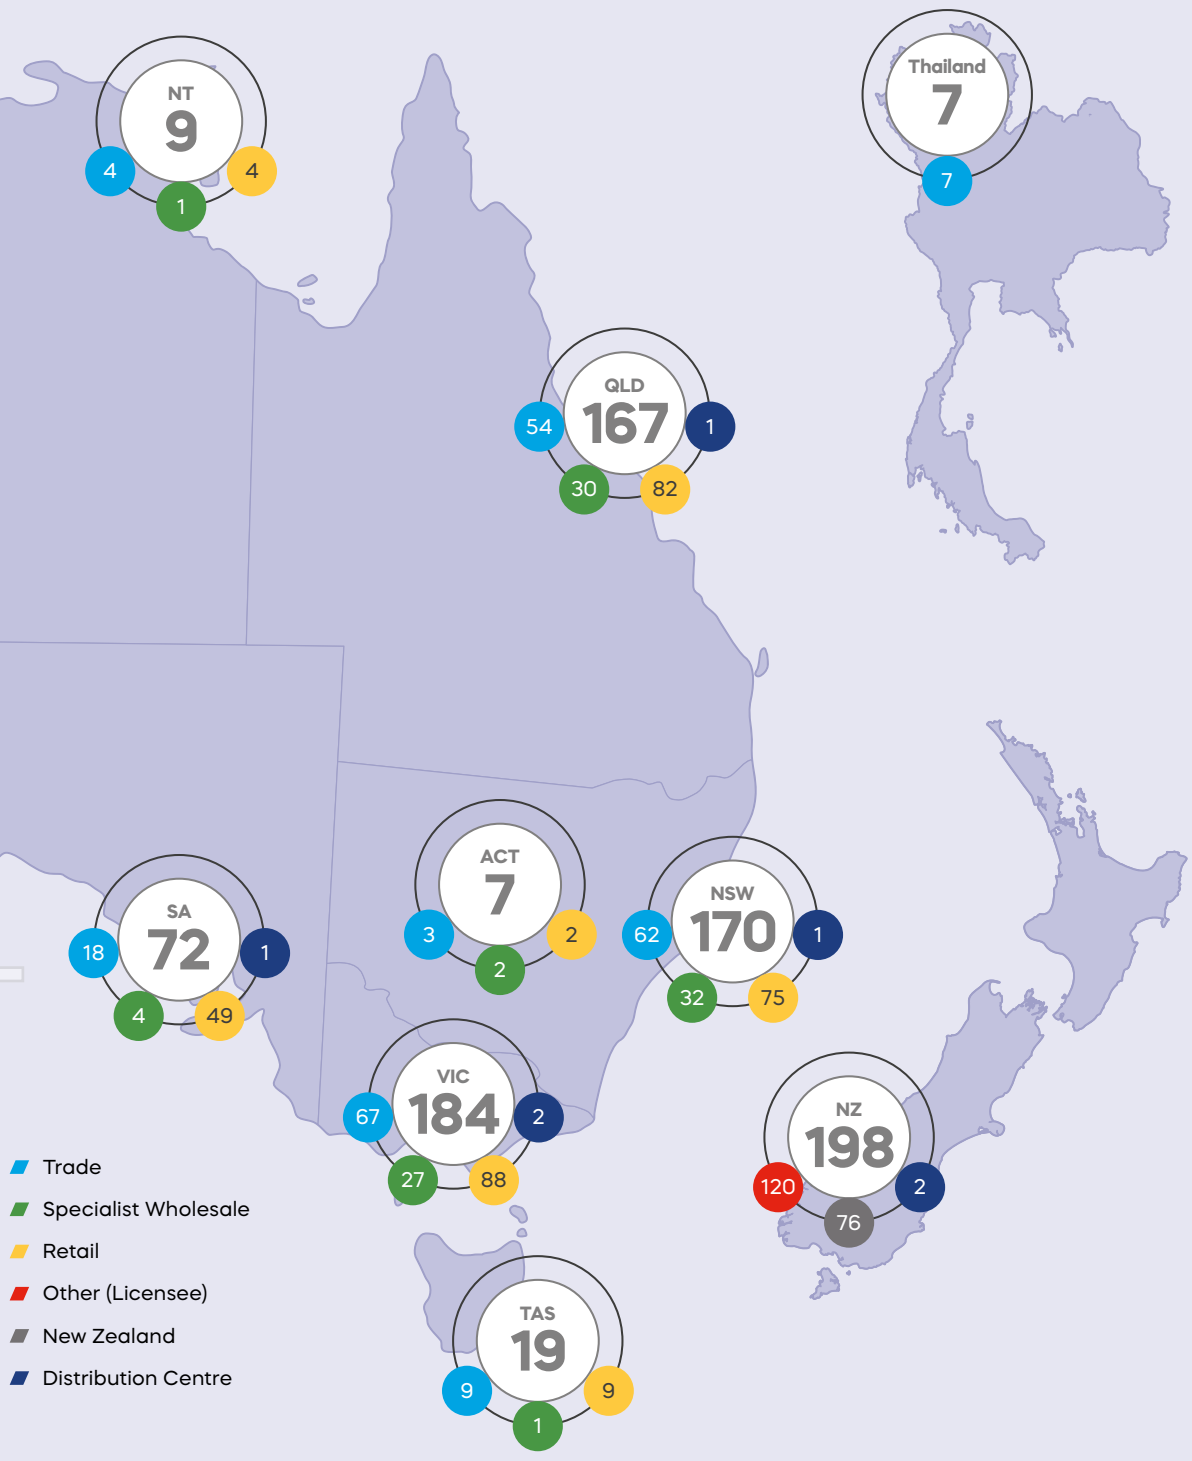 NT
9
4
1
4
Thailand
7
7
QLD
167
54
30
82
1
ACT
7
3
2
2
NSW
170
62
32
75
1
SA
72
18
4
49
1
VIC
184
67
27
88
2
NZ
198
120
76
2
TAS
19
9
1
9
Trade
Specialist Wholesale
Retail
Other (Licensee)
New Zealand
Distribution Centre